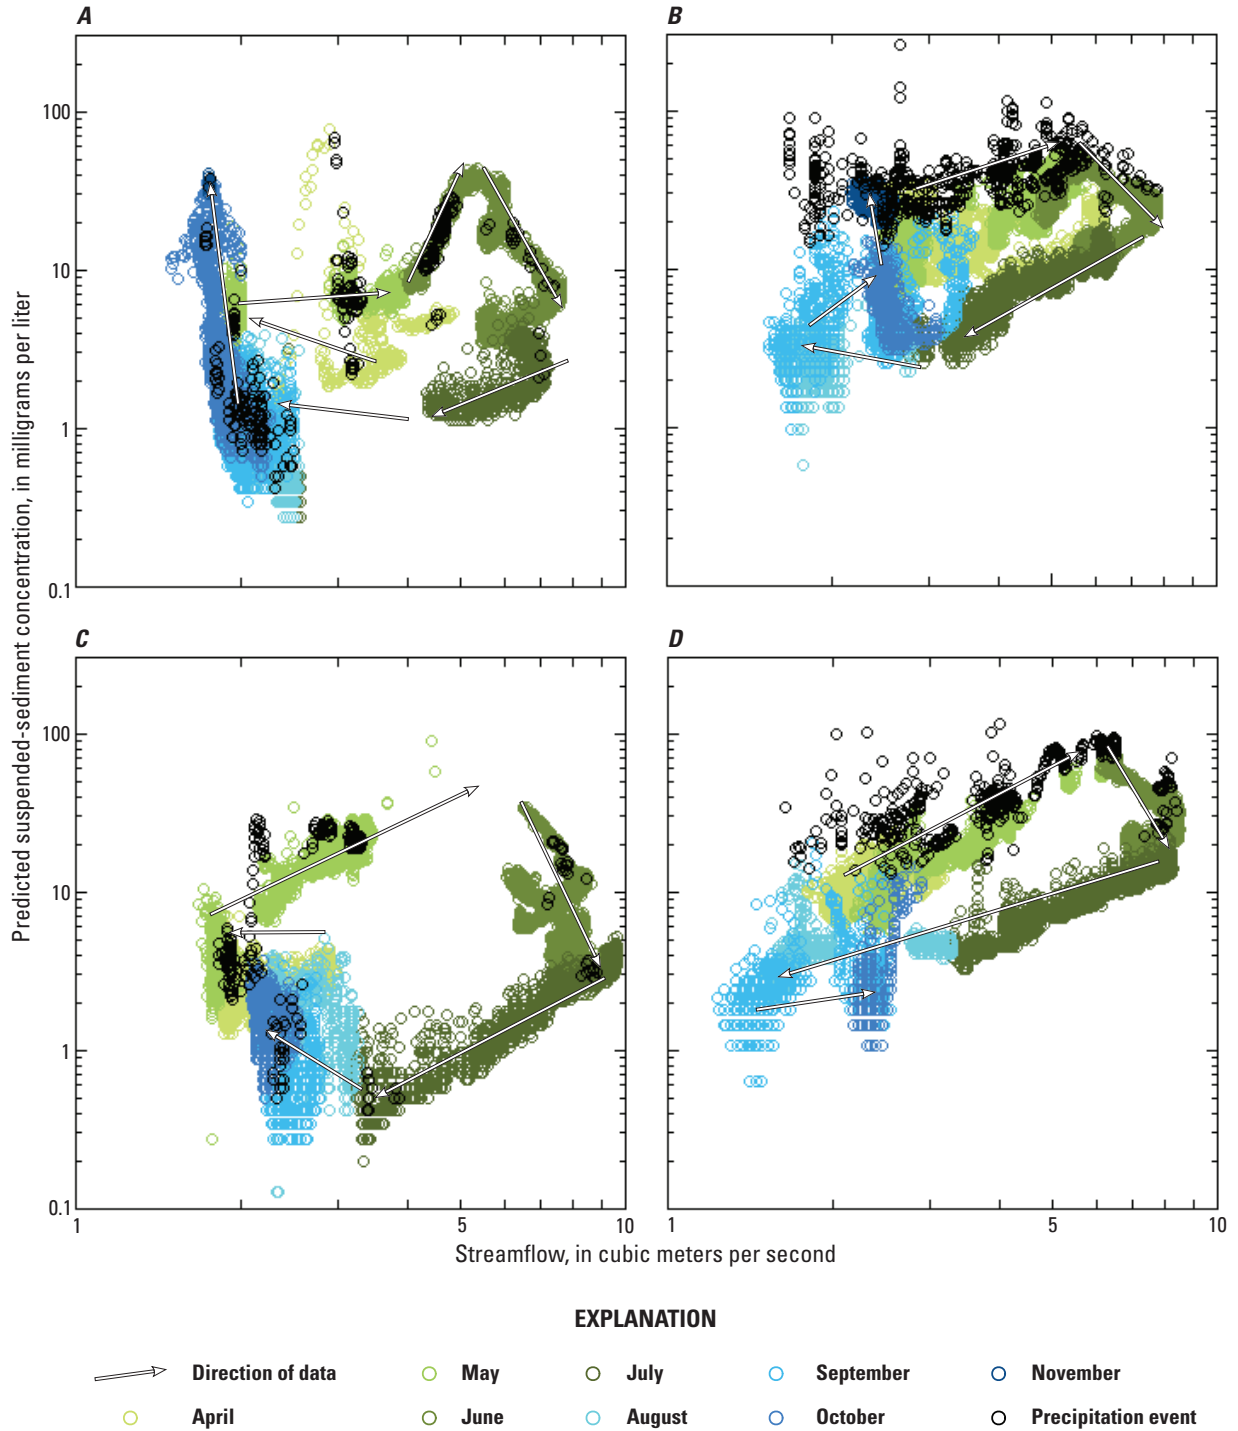 A
B
100
10
1
0.1
C
D
100
10
1
0.1
1
5
10
1
5
10
Predicted suspended-sediment concentration, in milligrams per liter
Streamflow, in cubic meters per second
EXPLANATION
Direction of data
May
July
September
November
April
June
August
October
Precipitation event